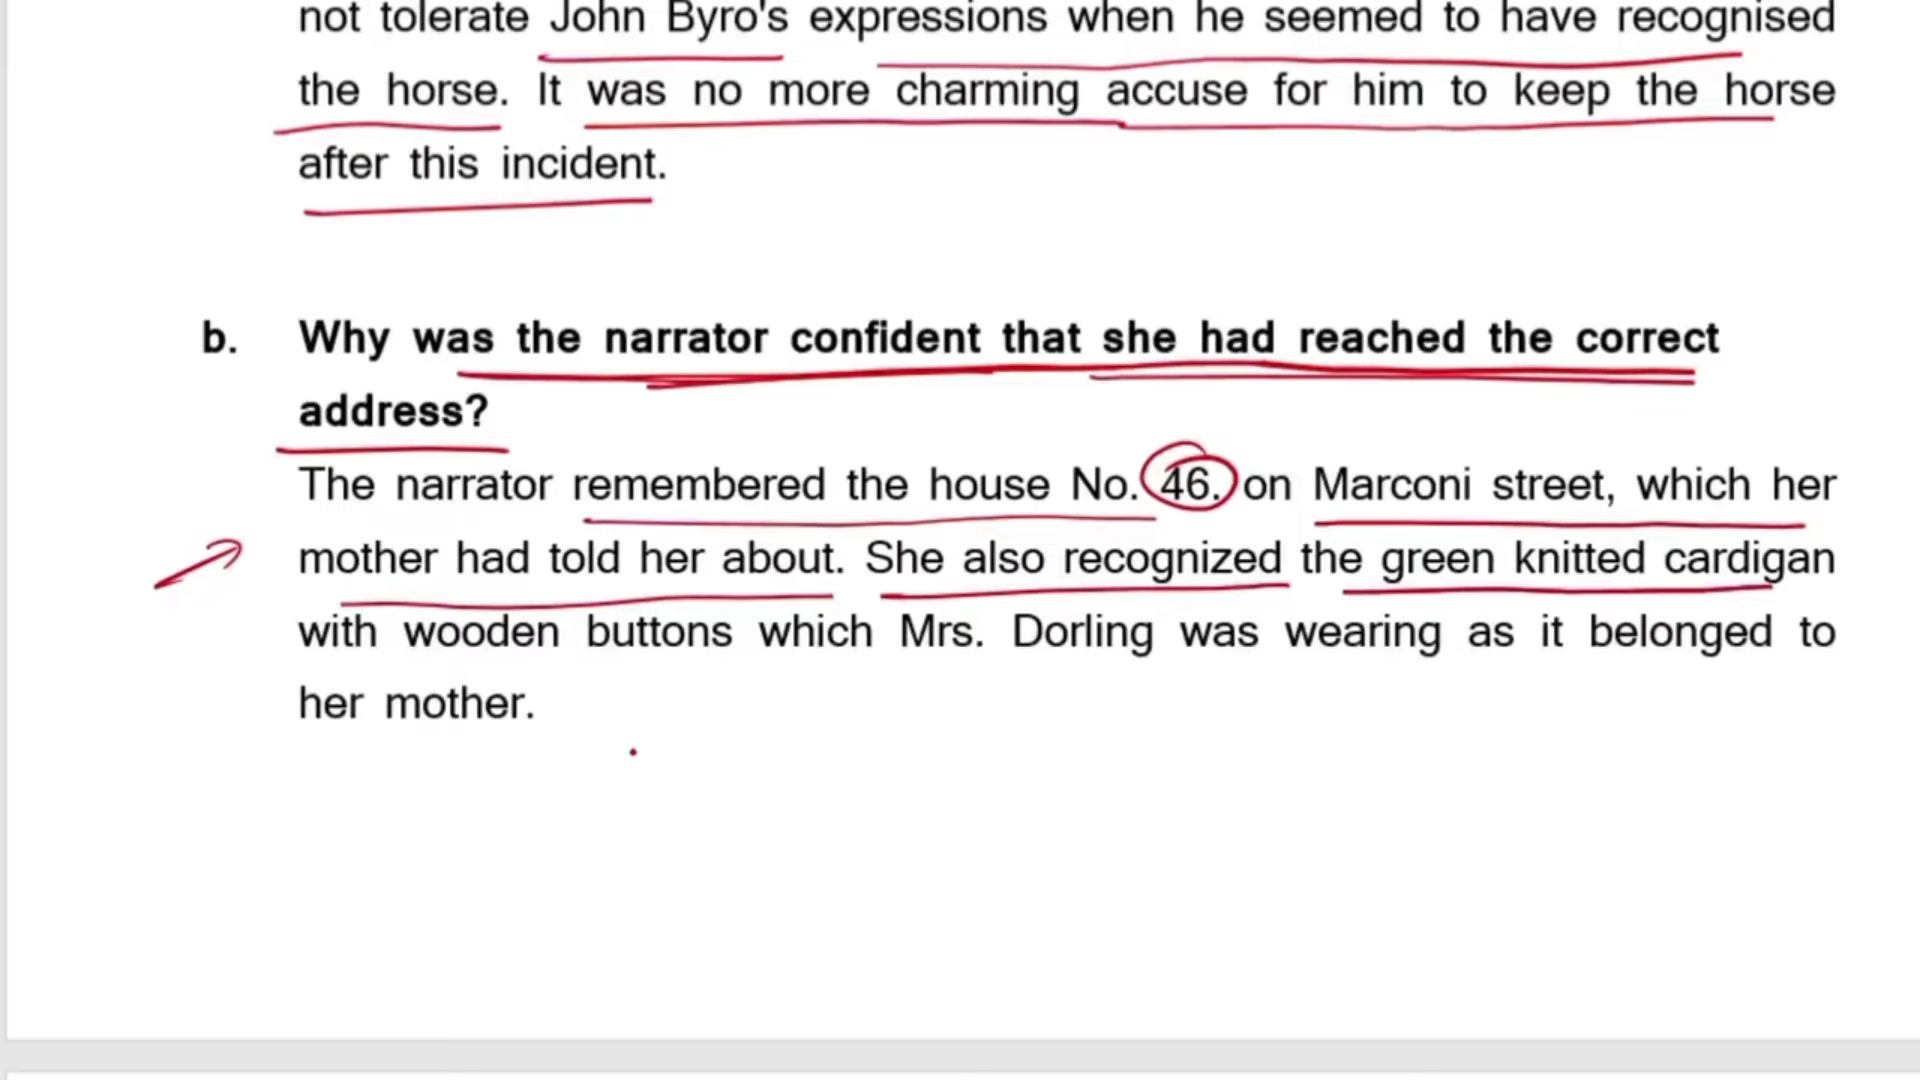 not tolerate John Byro's expressions when he seemed to have recognised
the horse. It was no more charming accuse for him to keep the horse
after this incident.
b. Why was the narrator confident that she had reached the correct
address?
The narrator remembered the house No. 46. on Marconi street, which her
mother had told her about. She also recognized the green knitted cardigan
with wooden buttons which Mrs. Dorling was wearing as it belonged to
her mother.